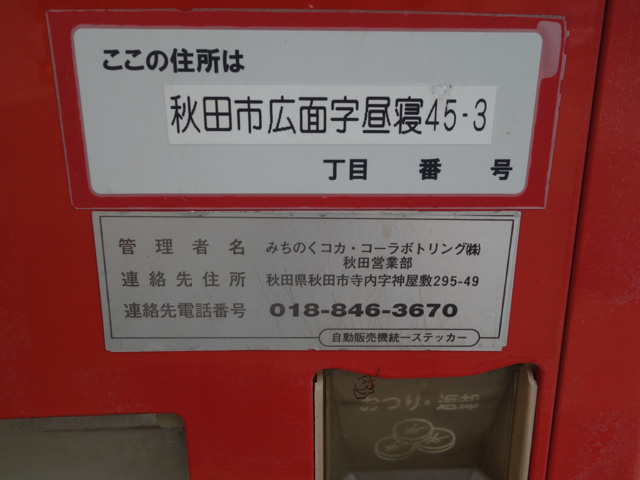 ここの住所は
秋田市広面字昼寝45-3
丁目 番 号
管理者名 みちのくコカ・コーラボトリング㈱
秋田営業部
連絡先住所 秋田県秋田市寺内字神屋敷295-49
連絡先電話番号 018-846-3670
自動販売機統一ステッカー
おつり・返却